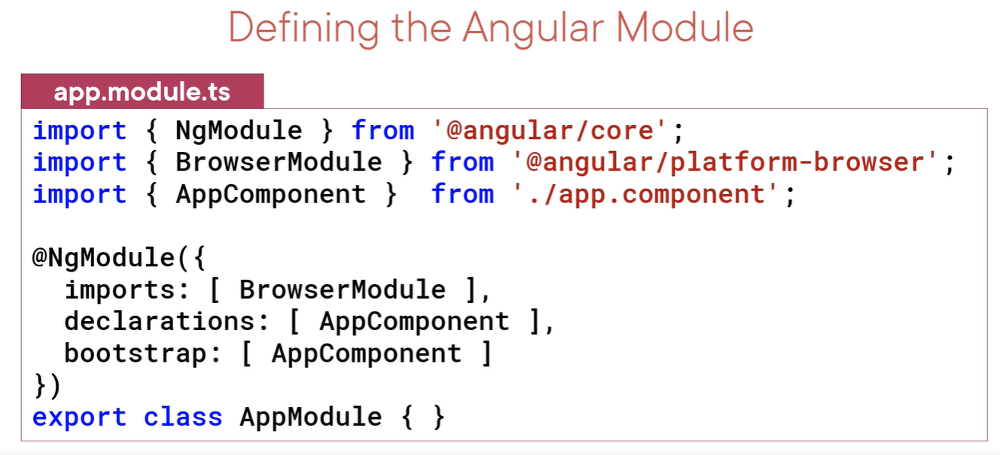 Defining the Angular Module
app.module.ts
import { NgModule } from '@angular/core';
import { BrowserModule } from '@angular/platform-browser';
import { AppComponent }  from './app.component';

@NgModule({
  imports: [ BrowserModule ],
  declarations: [ AppComponent ],
  bootstrap: [ AppComponent ]
})
export class AppModule { }